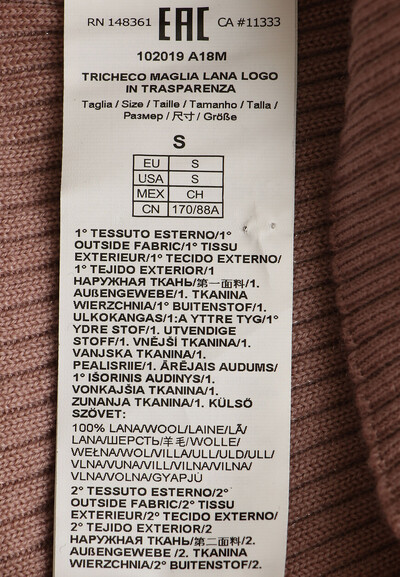 RN 148361 EAC CA #11333
102019 A18M
TRICHECO MAGLIA LANA LOGO
IN TRASPARENZA
Taglia / Size / Taille / Tamanho / Talla /
Размер / 尺寸 / Größe
S
EU S
USA S
MEX CH
CN 170/88A
1° TESSUTO ESTERNO/1°
OUTSIDE FABRIC/1° TISSU
EXTERIEUR/1° TECIDO EXTERNO/
1° TEJIDO EXTERIOR/1
НАРУЖНАЯ ТКАНЬ/第一面料/1.
AUßENGEWEBE/1. TKANINA
WIERZCHNIA/1° BUITENSTOF/1.
ULKOKANGAS/1:A YTTRE TYG/1°
YDRE STOF/1. UTVENDIGE
STOFF/1. VNĚJŠÍ TKANIN/1.
VANJSKA TKANINA/1.
PEALISRIIE/1. ĀRĒJAIS AUDUMS/
1° IŠORINIS AUDINYS/1.
VONKAJŠIA TKANINA/1.
ZUNANJA TKANINA/1. KÜLSŐ
SZÖVET:
100% LANA/WOOL/LAINE/LÃ/
LANA/ШЕРСТЬ/羊毛/WOLLE/
WEŁNA/WOL/VILLA/ULL/ULD/ULL/
VLNA/VUNA/VILL/VILNA/VILNA/
VLNA/VOLNA/GYAPJÚ
2° TESSUTO ESTERNO/2°
OUTSIDE FABRIC/2° TISSU
EXTERIEUR/2° TECIDO EXTERNO/
2° TEJIDO EXTERIOR/2
НАРУЖНАЯ ТКАНЬ/第二面料/2.
AUßENGEWEBE /2. TKANINA
WIERZCHNIA/2° BUITENSTOF/2.